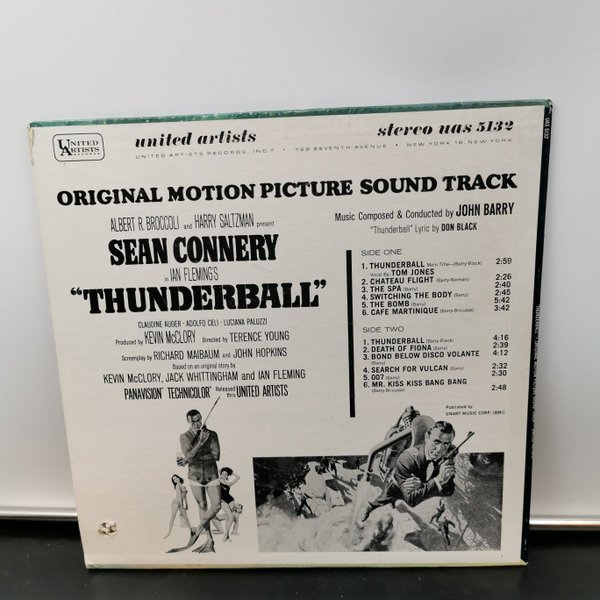 UNITED ARTISTS RECORDS
united artists
stereo uas 5132
UNITED ARTISTS RECORDS, INC. • 729 SEVENTH AVENUE • NEW YORK 19, NEW YORK
ORIGINAL MOTION PICTURE SOUND TRACK
ALBERT R. BROCCOLI and HARRY SALTZMAN present
SEAN CONNERY
in IAN FLEMING'S
"THUNDERBALL"
CLAUDINE AUGER • ADOLFO CELI • LUCIANA PALUZZI
Produced by KEVIN McCLORY Directed by TERENCE YOUNG
Screenplay by RICHARD MAIBAUM and JOHN HOPKINS
Based on an original story by
KEVIN McCLORY, JACK WHITTINGHAM and IAN FLEMING
PANAVISION® TECHNICOLOR® Released thru UNITED ARTISTS
Music Composed & Conducted by JOHN BARRY
"Thunderball" Lyric by DON BLACK
SIDE ONE
1. THUNDERBALL Main Title—(Barry-Black) 2:59
Vocal By: TOM JONES
2. CHATEAU FLIGHT (Barry-Norman) 2:26
3. THE SPA (Barry) 2:40
4. SWITCHING THE BODY (Barry) 2:45
5. THE BOMB (Barry) 5:42
6. CAFE MARTINIQUE (Barry-Bricusse) 3:42
SIDE TWO
1. THUNDERBALL (Barry-Black) 4:16
2. DEATH OF FIONA (Barry) 2:39
3. BOND BELOW DISCO VOLANTE (Barry) 4:12
4. SEARCH FOR VULCAN (Barry) 2:32
5. 007 (Barry) 2:30
6. MR. KISS KISS BANG BANG (Barry-Bricusse) 2:48
Published by
UNART MUSIC CORP. (BMI)
UAS 5132